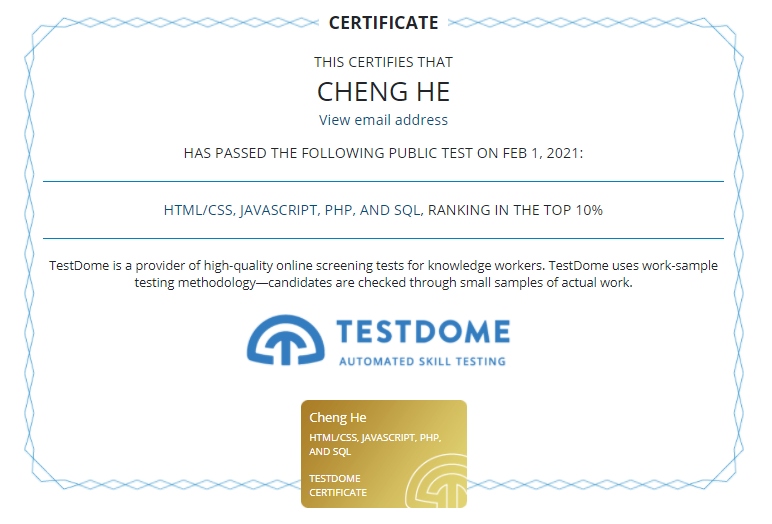 CERTIFICATE
THIS CERTIFIES THAT
CHENG HE
View email address
HAS PASSED THE FOLLOWING PUBLIC TEST ON FEB 1, 2021:
HTML/CSS, JAVASCRIPT, PHP, AND SQL, RANKING IN THE TOP 10%
TestDome is a provider of high-quality online screening tests for knowledge workers. TestDome uses work-sample
testing methodology—candidates are checked through small samples of actual work.
TESTDOME
AUTOMATED SKILL TESTING
Cheng He
HTML/CSS, JAVASCRIPT, PHP,
AND SQL
TESTDOME
CERTIFICATE